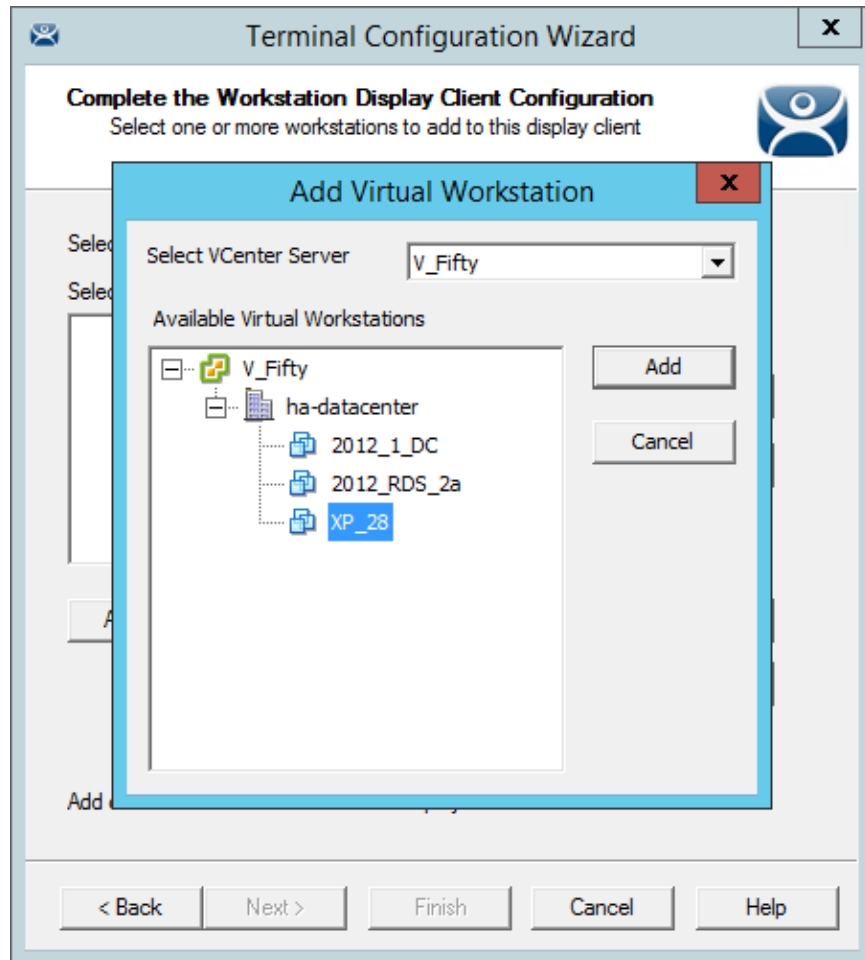 Terminal Configuration Wizard
x
Complete the Workstation Display Client Configuration
Select one or more workstations to add to this display client
Add Virtual Workstation
x
Select VCenter Server
V_Fifty
Available Virtual Workstations
V_Fifty
ha-datacenter
2012_1_DC
2012_RDS_2a
XP_28
Add
Cancel
Add
< Back
Next >
Finish
Cancel
Help